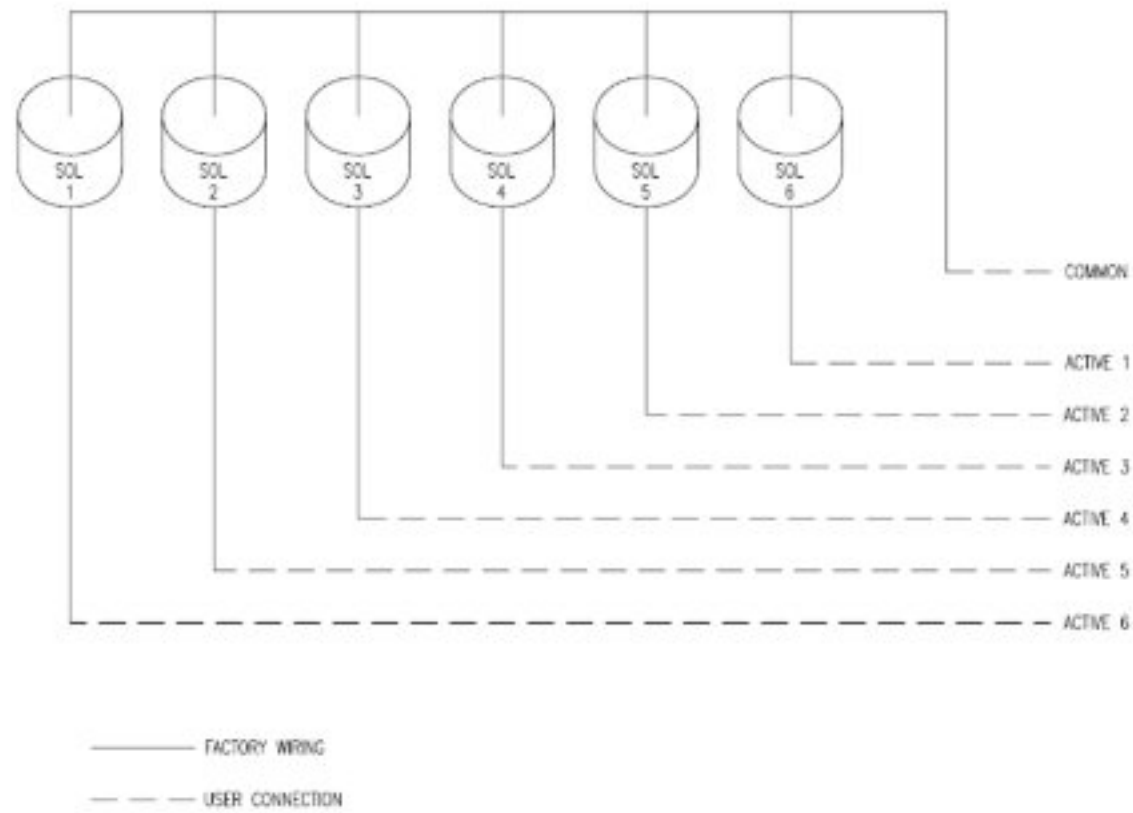 SOL
1
SOL
2
SOL
3
SOL
4
SOL
5
SOL
6
COMMON
ACTIVE 1
ACTIVE 2
ACTIVE 3
ACTIVE 4
ACTIVE 5
ACTIVE 6
FACTORY WIRING
USER CONNECTION